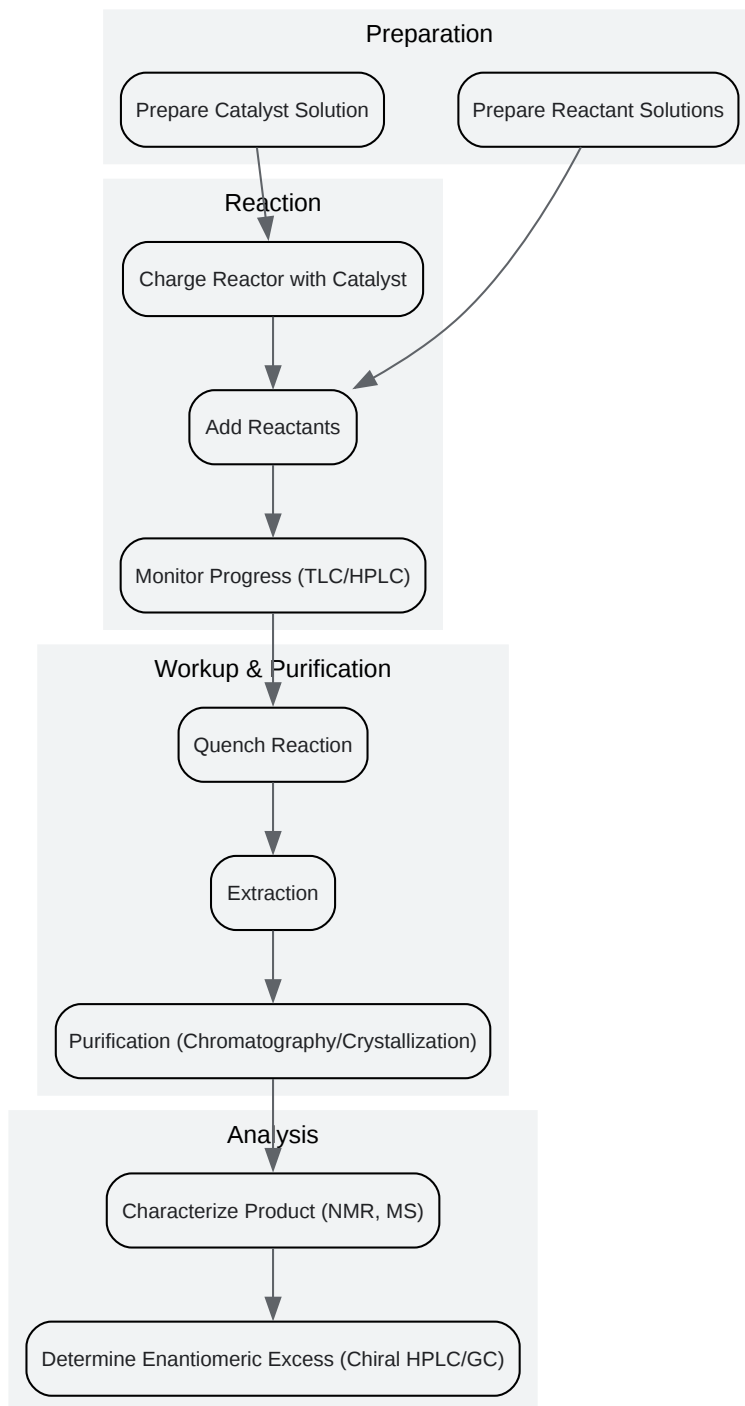 Preparation
Prepare Catalyst Solution
Prepare Reactant Solutions
Reaction
Charge Reactor with Catalyst
Add Reactants
Monitor Progress (TLC/HPLC)
Workup & Purification
Quench Reaction
Extraction
Purification (Chromatography/Crystallization)
Analysis
Characterize Product (NMR, MS)
Determine Enantiomeric Excess (Chiral HPLC/GC)